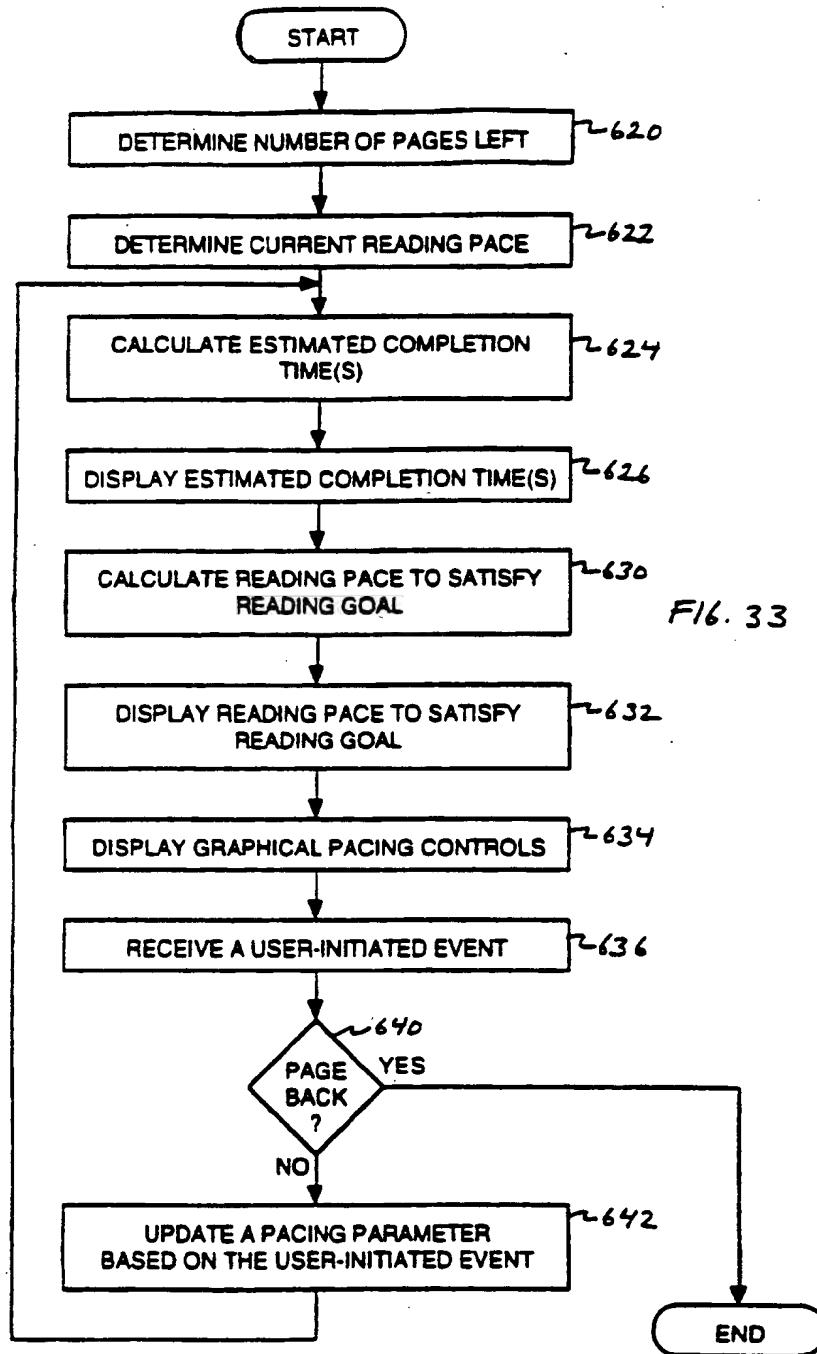 START
DETERMINE NUMBER OF PAGES LEFT
620
DETERMINE CURRENT READING PACE
622
CALCULATE ESTIMATED COMPLETION
TIME(S)
624
DISPLAY ESTIMATED COMPLETION TIME(S)
626
CALCULATE READING PACE TO SATISFY
READING GOAL
630
FIG. 33
DISPLAY READING PACE TO SATISFY
READING GOAL
632
DISPLAY GRAPHICAL PACING CONTROLS
634
RECEIVE A USER-INITIATED EVENT
636
640
PAGE
BACK
?
YES
NO
UPDATE A PACING PARAMETER
BASED ON THE USER-INITIATED EVENT
642
END